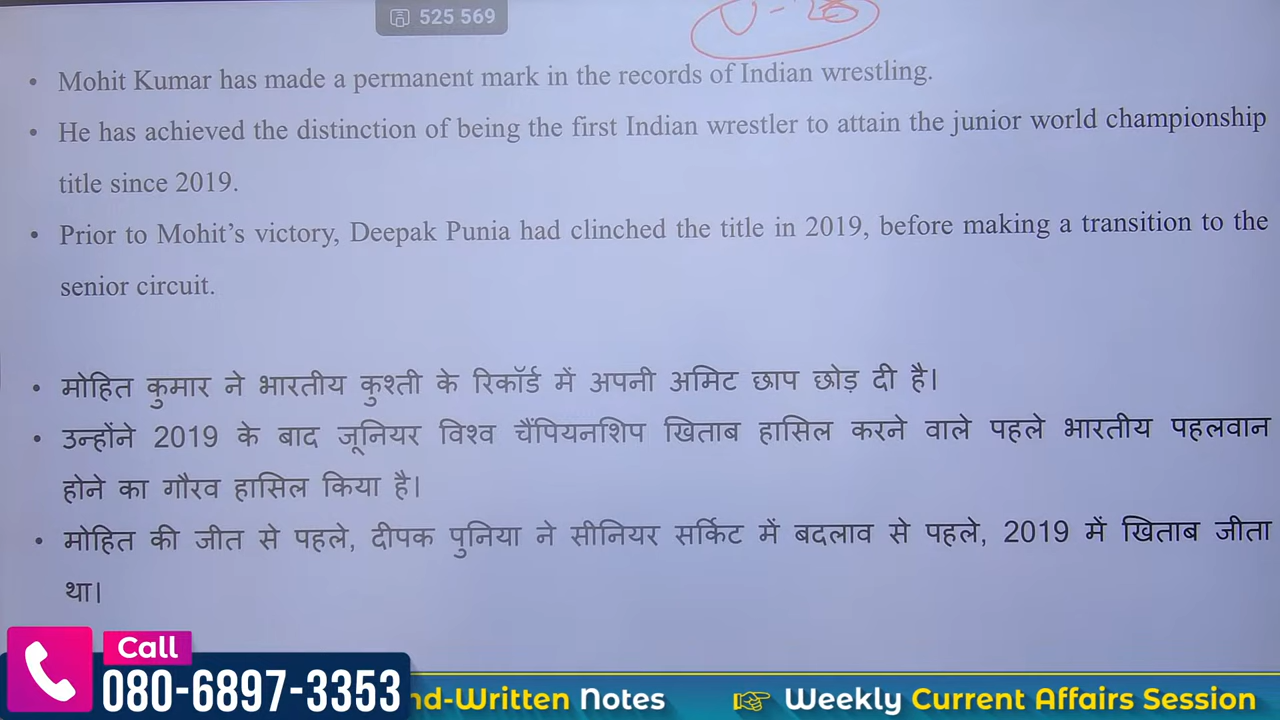 525 569
U-20
• Mohit Kumar has made a permanent mark in the records of Indian wrestling.
• He has achieved the distinction of being the first Indian wrestler to attain the junior world championship
title since 2019.
• Prior to Mohit's victory, Deepak Punia had clinched the title in 2019, before making a transition to the
senior circuit.
• मोहित कुमार ने भारतीय कुश्ती के रिकॉर्ड में अपनी अमिट छाप छोड़ दी है।
• उन्होंने 2019 के बाद जूनियर विश्व चैंपियनशिप खिताब हासिल करने वाले पहले भारतीय पहलवान
होने का गौरव हासिल किया है।
• मोहित की जीत से पहले, दीपक पुनिया ने सीनियर सर्किट में बदलाव से पहले, 2019 में खिताब जीता
था।
Call
080-6897-3353
nd-Written Notes
Weekly Current Affairs Session